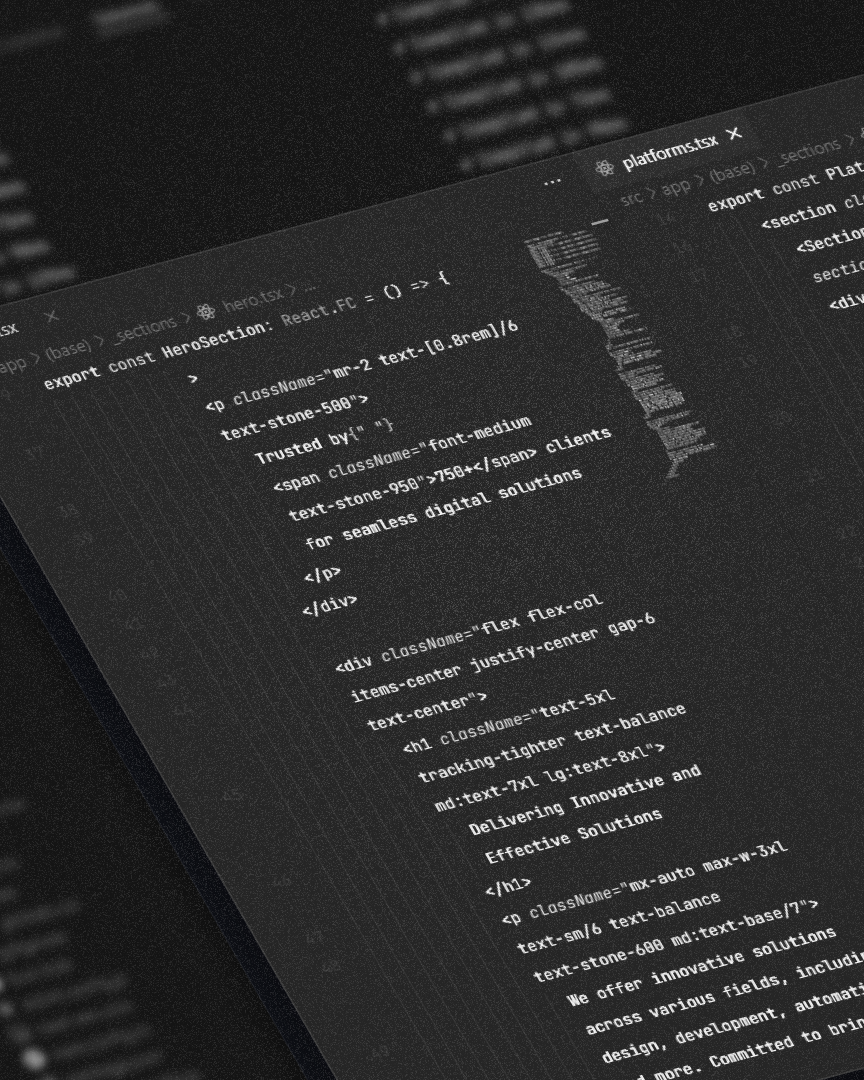 platforms.tsx ×
src > app > (base) > _sections >
export const Plat
<section cl
<Section
secti
<div
sx ×
app > (base) > _sections > hero.tsx > ...
export const HeroSection: React.FC = () => {
>
<p className="mr-2 text-[0.8rem]/6
text-stone-500">
Trusted by{" "}
<span className="font-medium
text-stone-950">750+</span> clients
for seamless digital solutions
</p>
</div>
<div className="flex flex-col
items-center justify-center gap-6
text-center">
<h1 className="text-5xl
tracking-tighter text-balance
md:text-7xl lg:text-8xl">
Delivering Innovative and
Effective Solutions
</h1>
<p className="mx-auto max-w-3xl
text-sm/6 text-balance
text-stone-600 md:text-base/7">
We offer innovative solutions
across various fields, includin
design, development, automati
more. Committed to brin